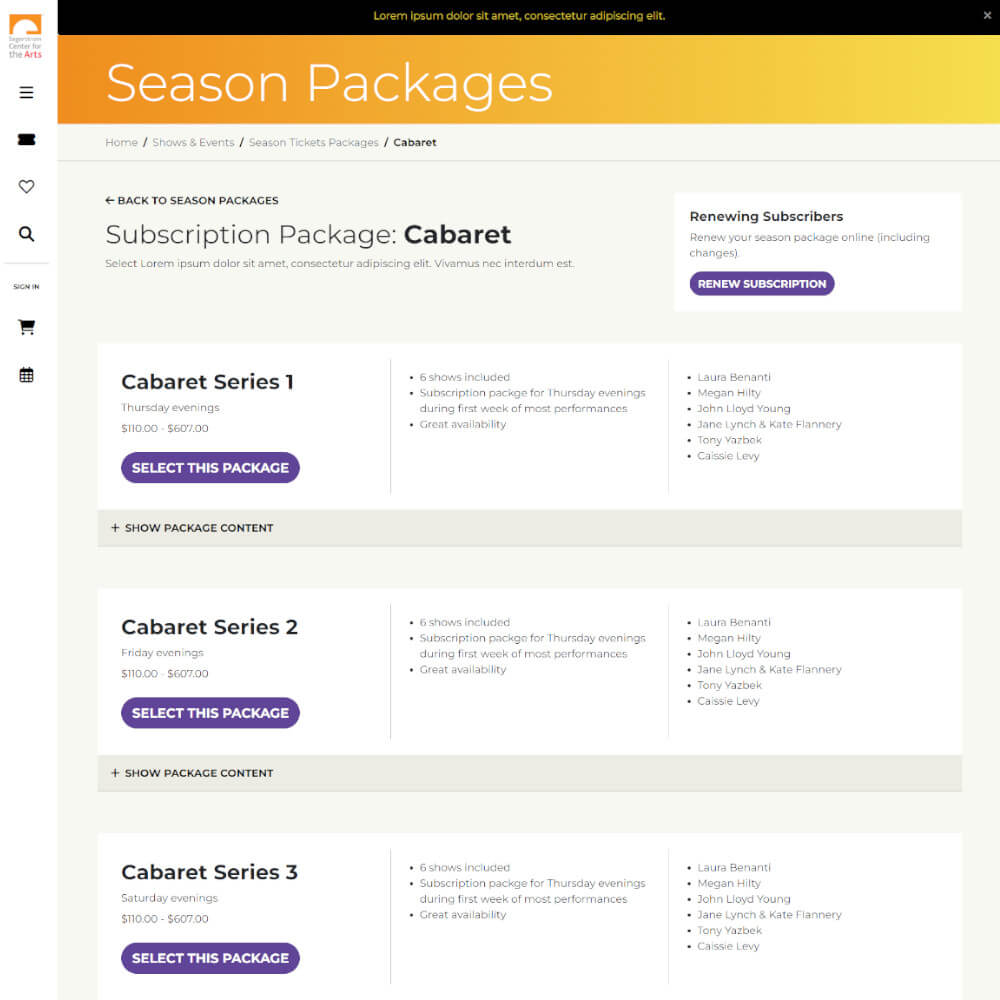 Lorem ipsum dolor sit amet, consectetur adipiscing elit.
×
Segerstrom
Center for
the Arts
SIGN IN
Season Packages
Home / Shows & Events / Season Tickets Packages / Cabaret
← BACK TO SEASON PACKAGES
Subscription Package: Cabaret
Select Lorem ipsum dolor sit amet, consectetur adipiscing elit. Vivamus nec interdum est.
Renewing Subscribers
Renew your season package online (including
changes).
RENEW SUBSCRIPTION
Cabaret Series 1
Thursday evenings
$110.00 - $607.00
SELECT THIS PACKAGE
• 6 shows included
• Subscription packge for Thursday evenings
during first week of most performances
• Great availability
• Laura Benanti
• Megan Hilty
• John Lloyd Young
• Jane Lynch & Kate Flannery
• Tony Yazbek
• Caissie Levy
+ SHOW PACKAGE CONTENT
Cabaret Series 2
Friday evenings
$110.00 - $607.00
SELECT THIS PACKAGE
• 6 shows included
• Subscription packge for Thursday evenings
during first week of most performances
• Great availability
• Laura Benanti
• Megan Hilty
• John Lloyd Young
• Jane Lynch & Kate Flannery
• Tony Yazbek
• Caissie Levy
+ SHOW PACKAGE CONTENT
Cabaret Series 3
Saturday evenings
$110.00 - $607.00
SELECT THIS PACKAGE
• 6 shows included
• Subscription packge for Thursday evenings
during first week of most performances
• Great availability
• Laura Benanti
• Megan Hilty
• John Lloyd Young
• Jane Lynch & Kate Flannery
• Tony Yazbek
• Caissie Levy